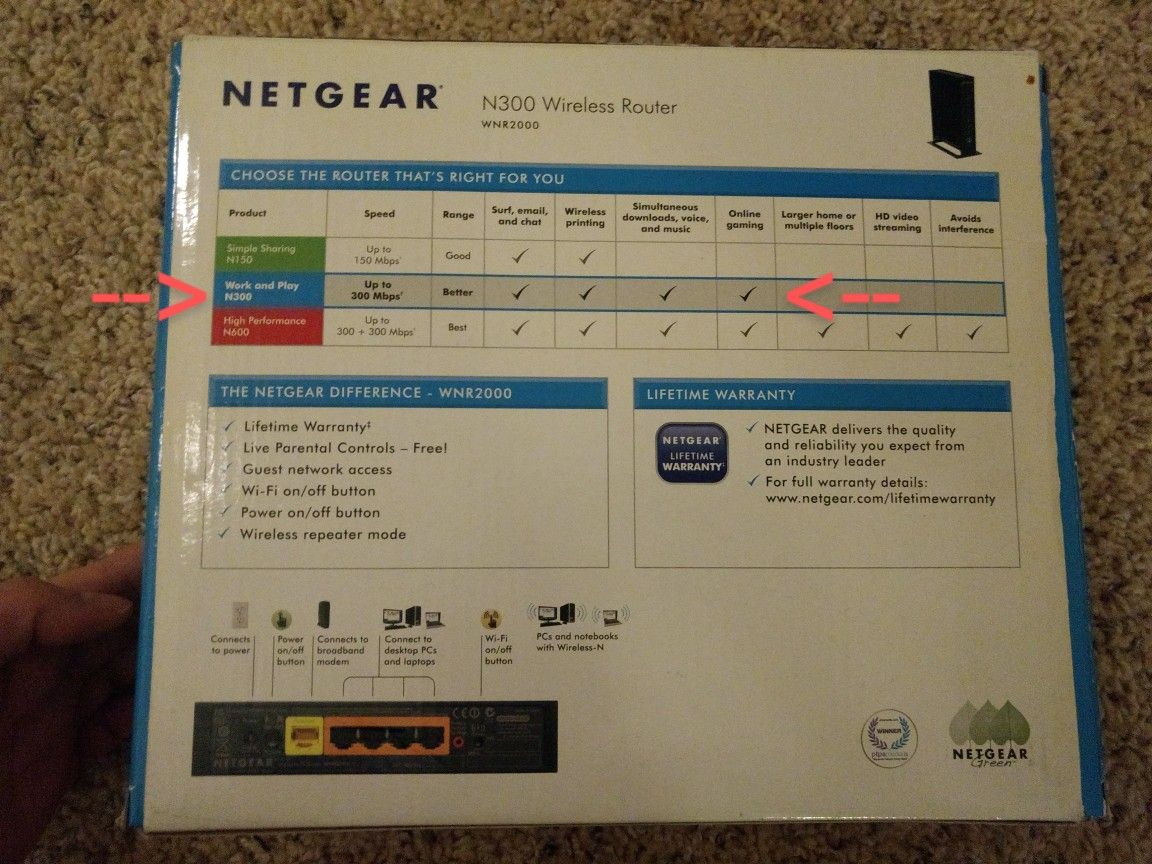 NETGEAR®
N300 Wireless Router
WNR2000
CHOOSE THE ROUTER THAT'S RIGHT FOR YOU
Product
Speed
Range
Surf, email,
and chat
Wireless
printing
Simultaneous
downloads, voice,
and music
Online
gaming
Larger home or
multiple floors
HD video
streaming
Avoids
interference
Simple Sharing
N150
Up to
150 Mbps†
Good
✓ ✓
Work and Play
N300
Up to
300 Mbps†
Better
✓ ✓ ✓ ✓
High Performance
N600
Up to
300 + 300 Mbps†
Best
✓ ✓ ✓ ✓ ✓ ✓ ✓
THE NETGEAR DIFFERENCE - WNR2000
✓ Lifetime Warranty‡
✓ Live Parental Controls – Free!
✓ Guest network access
✓ Wi-Fi on/off button
✓ Power on/off button
✓ Wireless repeater mode
LIFETIME WARRANTY
NETGEAR®
LIFETIME
WARRANTY‡
✓ NETGEAR delivers the quality
and reliability you expect from
an industry leader
✓ For full warranty details:
www.netgear.com/lifetimewarranty
Connects
to power
Power
on/off
button
Connects to
broadband
modem
Connect to
desktop PCs
and laptops
Wi-Fi
on/off
button
PCs and notebooks
with Wireless-N
NETGEAR
WINNER
NETGEAR
Green™